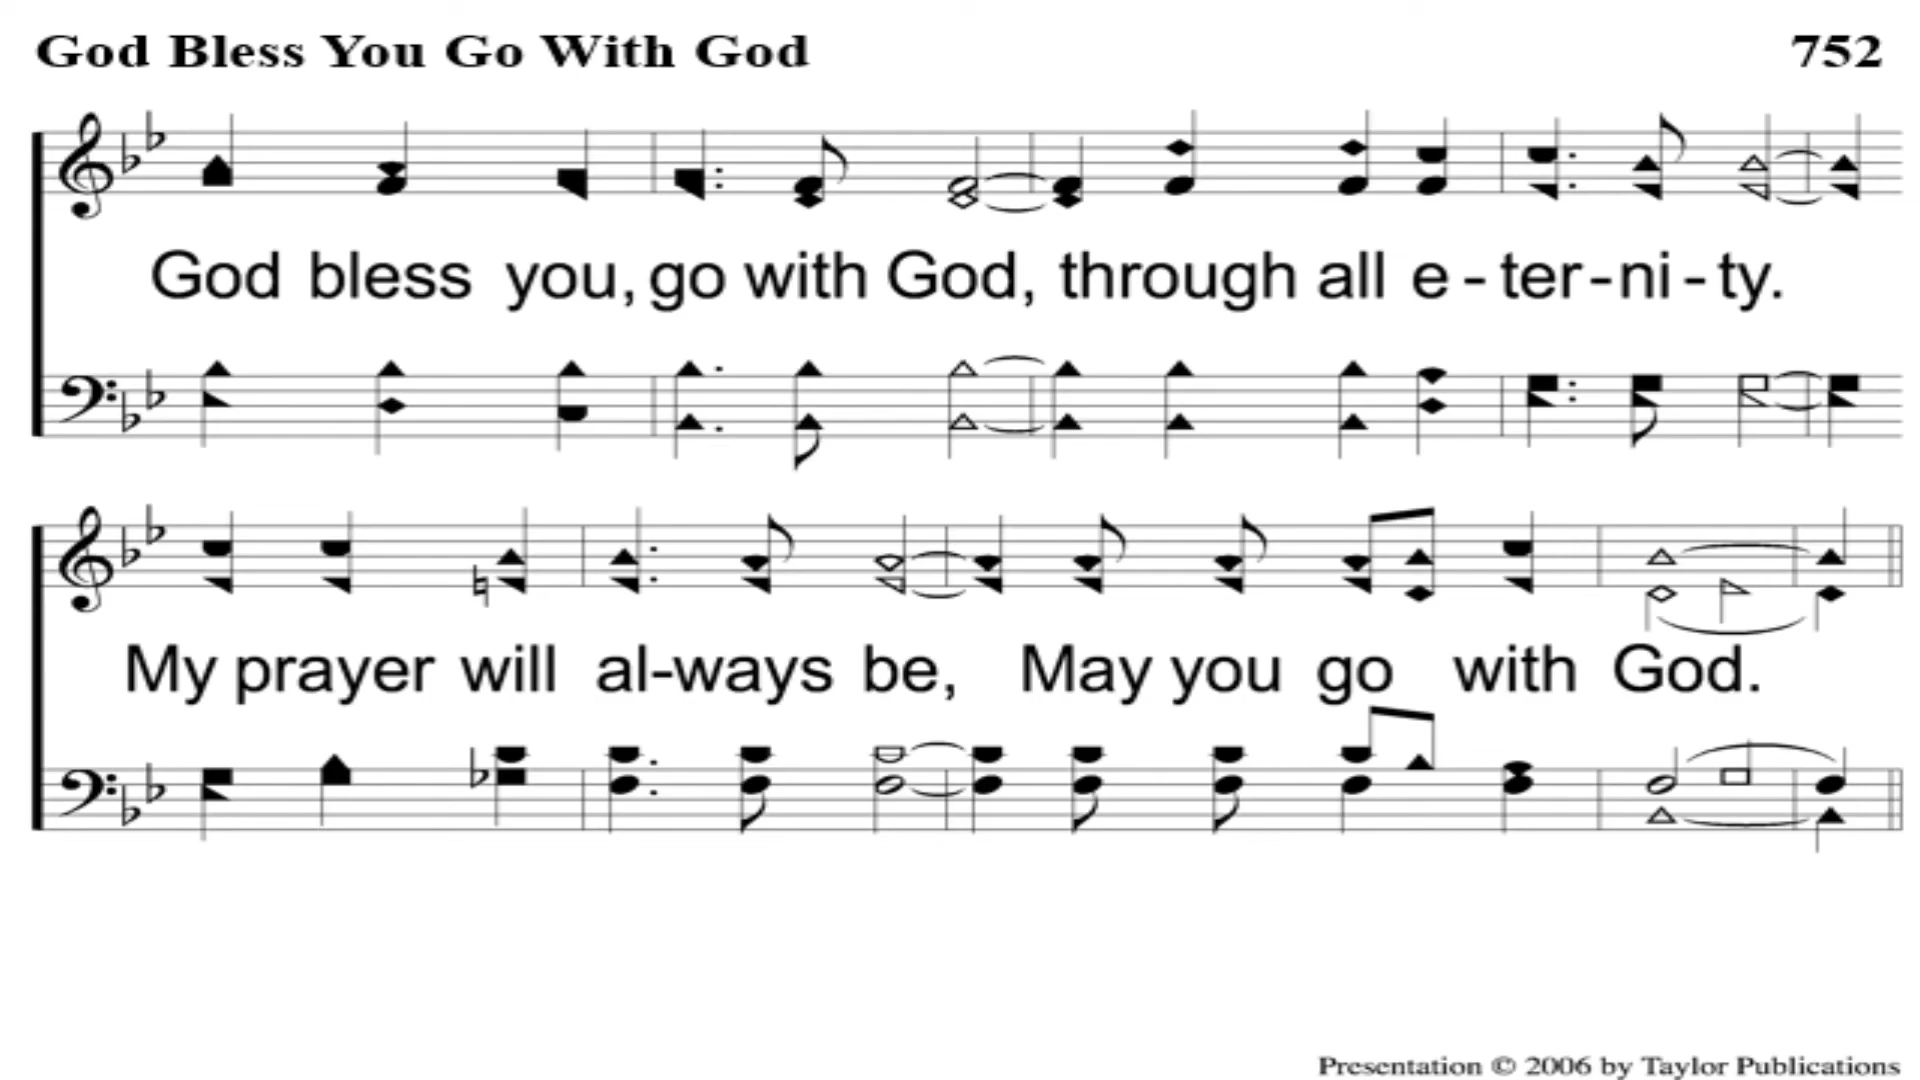 God Bless You Go With God 752
God bless you, go with God, through all e - ter - ni - ty.
My prayer will al-ways be, May you go with God.
Presentation © 2006 by Taylor Publications